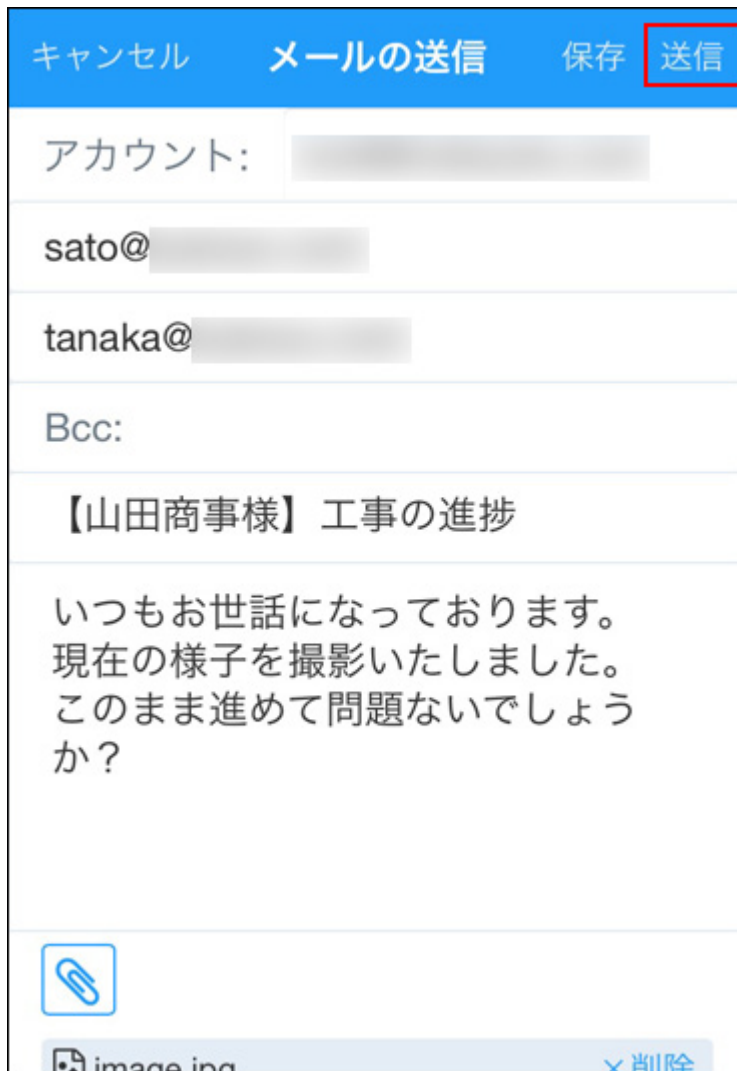 キャンセル メールの送信 保存 送信
アカウント:
sato@
tanaka@
Bcc:
【山田商事様】工事の進捗
いつもお世話になっております。
現在の様子を撮影いたしました。
このまま進めて問題ないでしょう
か？
image.jpg ×削除